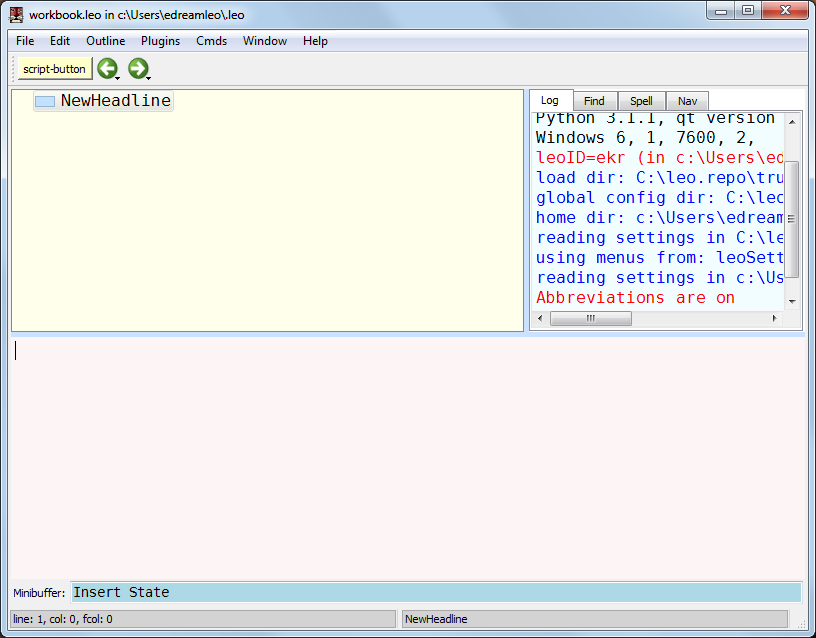 workbook.leo in c:\Users\edreamleo\.leo
File Edit Outline Plugins Cmds Window Help
script-button
NewHeadline
Log Find Spell Nav
Python 3.1.1, qt version
Windows 6, 1, 7600, 2,
leoID=ekr (in c:\Users\ed
load dir: C:\leo.repo\tru
global config dir: C:\leo
home dir: c:\Users\edream
reading settings in C:\le
using menus from: leoSett
reading settings in c:\Us
Abbreviations are on
Minibuffer: Insert State
line: 1, col: 0, fcol: 0
NewHeadline